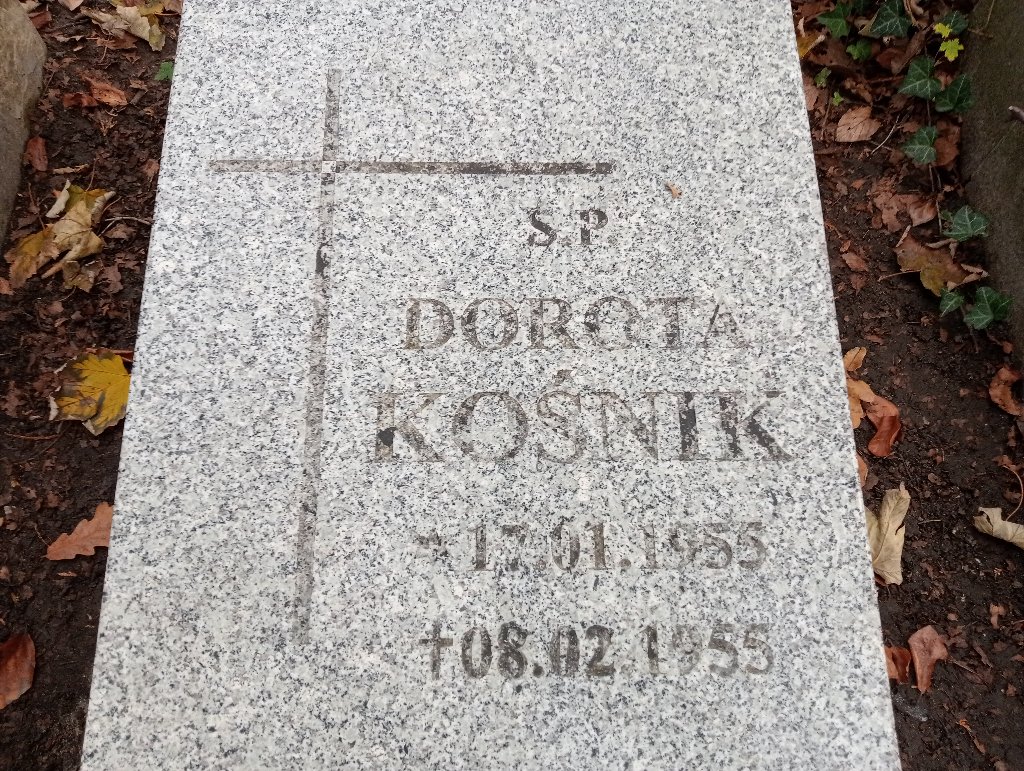 Ś.P.
DOROTA
KOŚNIK
* 17.01.1955
✝ 08.02.1955